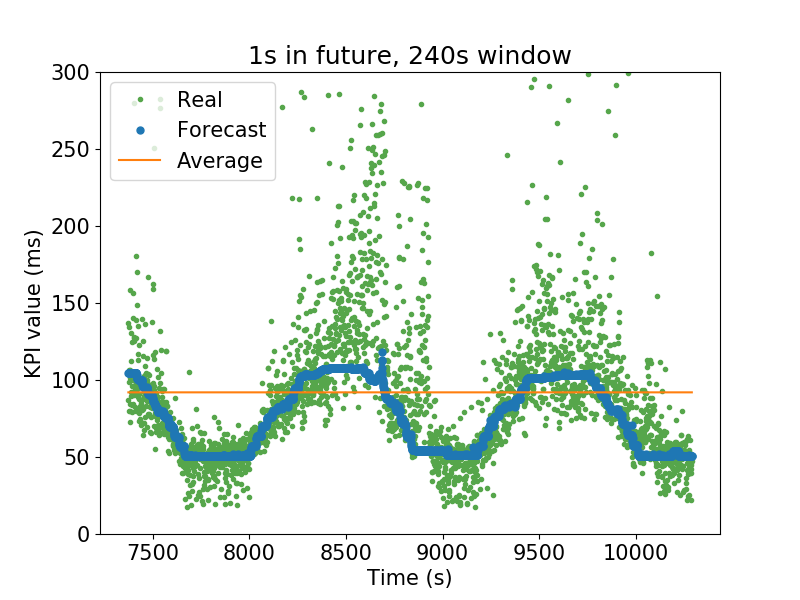 1s in future, 240s window
300
250
200
150
100
50
0
KPI value (ms)
Real
Forecast
Average
7500
8000
8500
9000
9500
10000
Time (s)